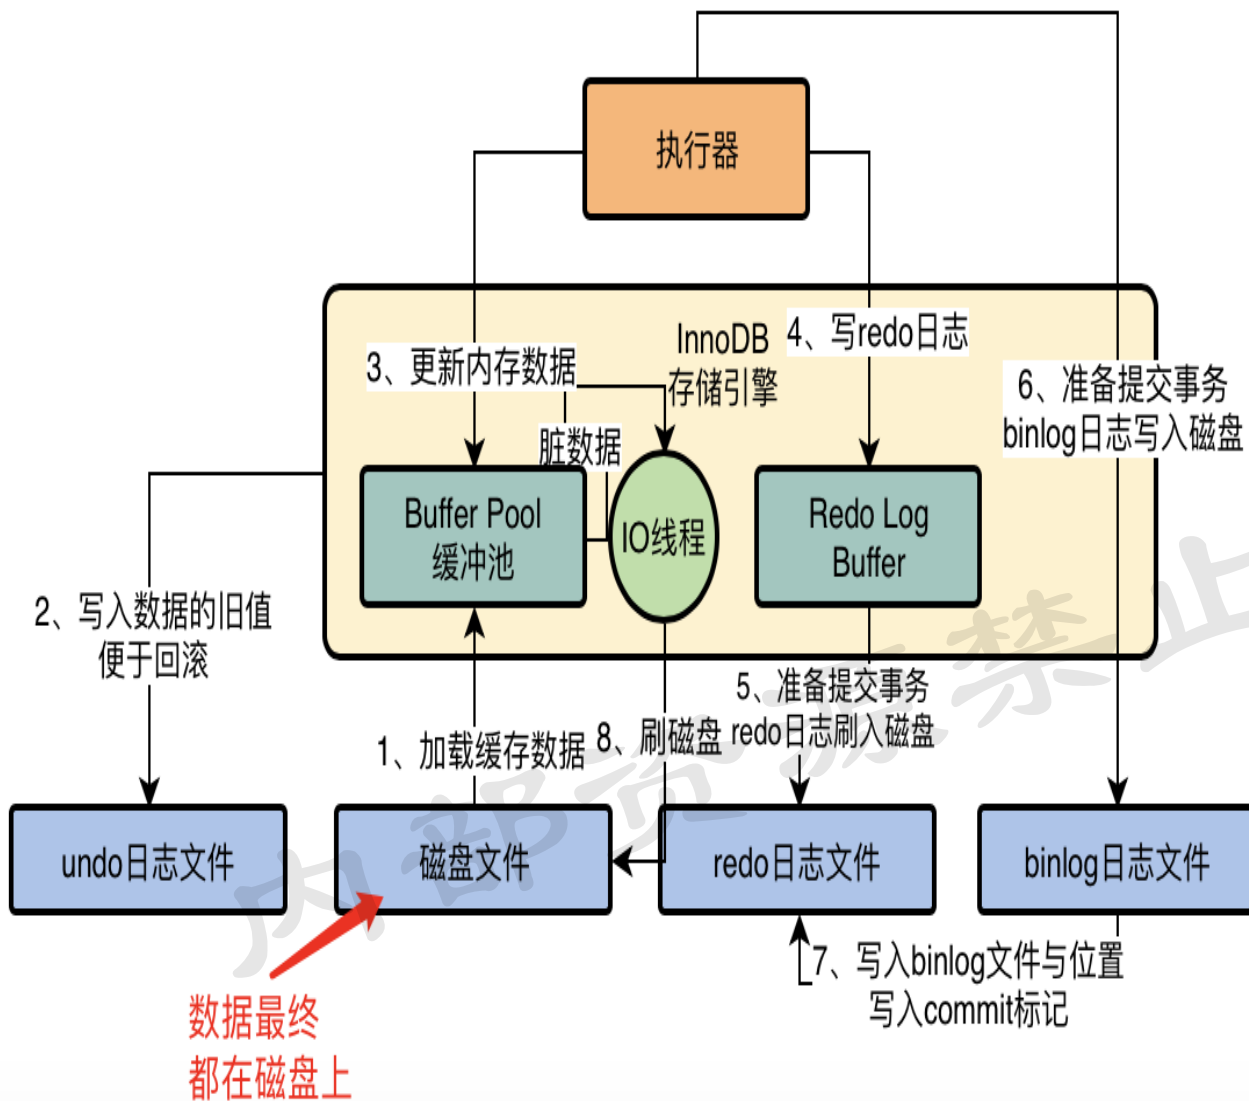 执行器
InnoDB
存储引擎
4、写redo日志
3、更新内存数据
6、准备提交事务
binlog日志写入磁盘
脏数据
Buffer Pool
缓冲池
IO线程
Redo Log
Buffer
2、写入数据的旧值
便于回滚
5、准备提交事务
redo日志刷入磁盘
1、加载缓存数据
8、刷磁盘
undo日志文件
磁盘文件
redo日志文件
binlog日志文件
7、写入binlog文件与位置
写入commit标记
数据最终
都在磁盘上
内部资源禁止